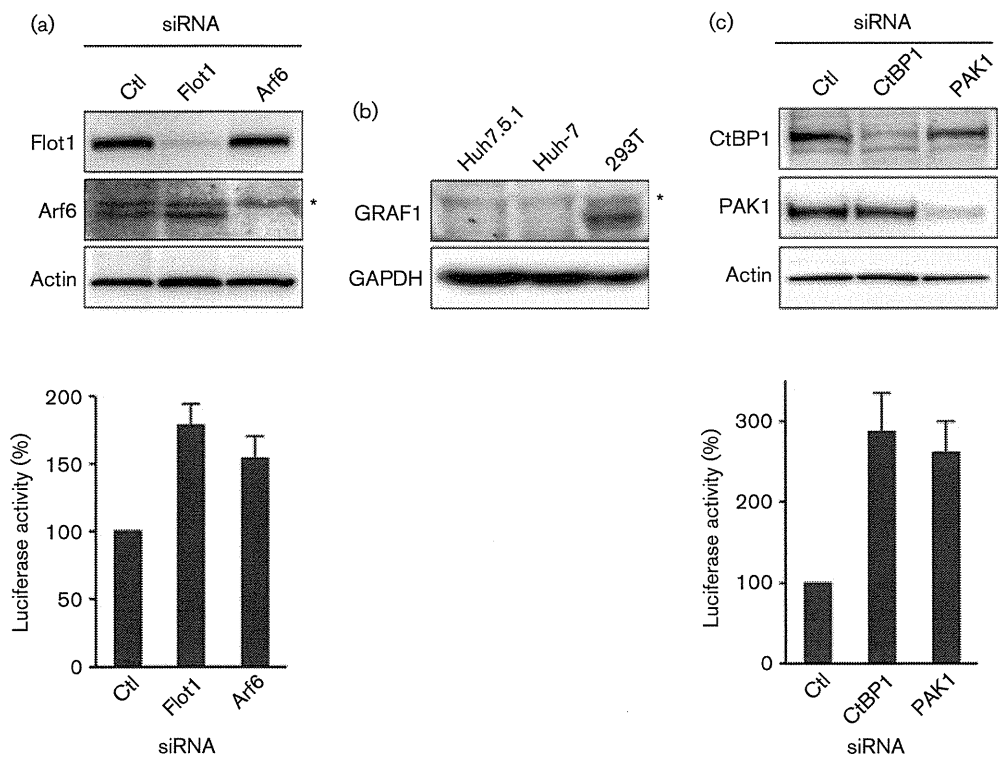 (a)
siRNA
Ctl
Flot1
Arf6
Flot1
Arf6
*
Actin
Luciferase activity (%)
200
150
100
50
0
Ctl
Flot1
Arf6
siRNA
(b)
Huh7.5.1
Huh-7
293T
GRAF1
*
GAPDH
(c)
siRNA
Ctl
CtBP1
PAK1
CtBP1
PAK1
Actin
Luciferase activity (%)
300
200
100
0
Ctl
CtBP1
PAK1
siRNA